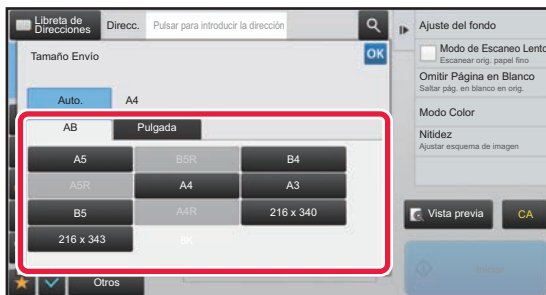 Libreta de
Direcciones
Direcc.
Pulsar para introducir la dirección
Tamaño Envío
OK
Auto.
A4
AB
Pulgada
A5
B5R
B4
A5R
A4
A3
B5
A4R
216 x 340
216 x 343
8K
Otros
Ajuste del fondo
Modo de Escaneo Lento
Escanear orig. papel fino
Omitir Página en Blanco
Saltar pág. en blanco en orig.
Modo Color
Nitidez
Ajustar esquema de imagen
Vista previa
CA
Iniciar